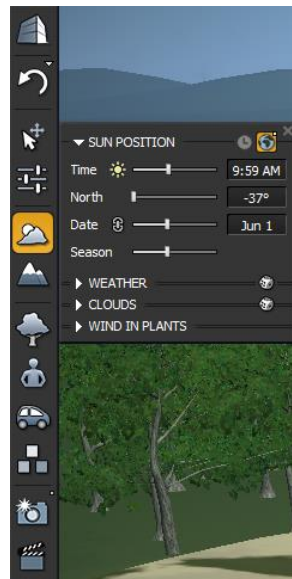 SUN POSITION
Time 9:59 AM
North -37°
Date Jun 1
Season
WEATHER
CLOUDS
WIND IN PLANTS